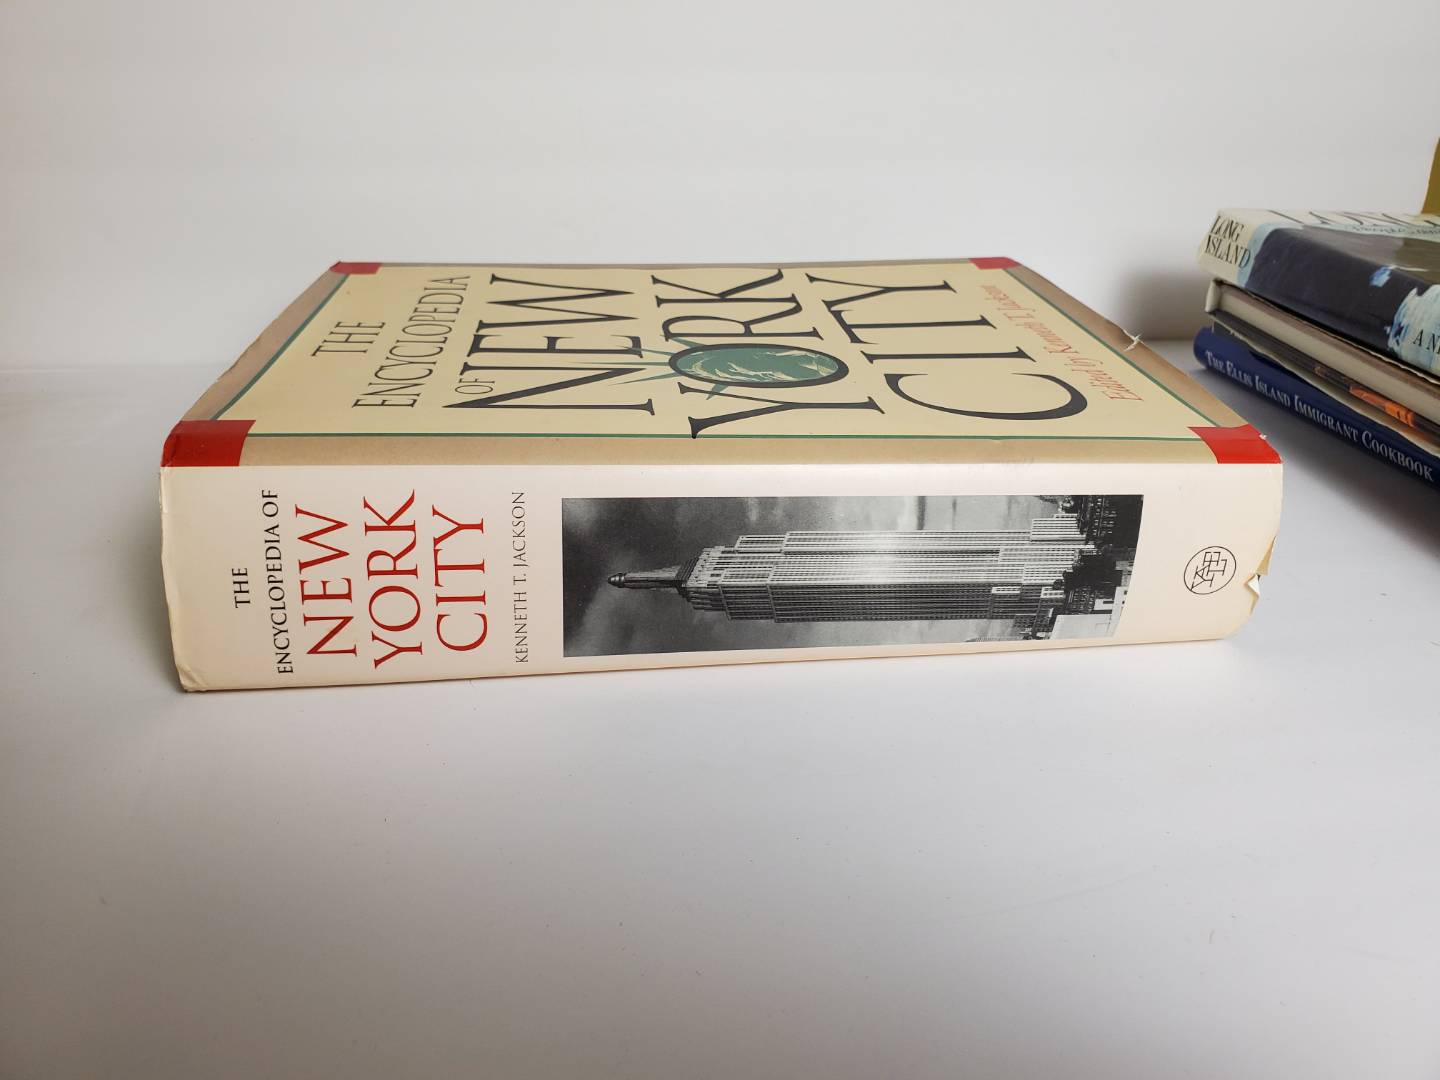 THE
ENCYCLOPEDIA
OF
NEW
YORK
CITY
Edited by Kenneth T. Jackson
THE
ENCYCLOPEDIA OF
NEW
YORK
CITY
KENNETH T. JACKSON
LONG
ISLAND
THE ELLIS ISLAND IMMIGRANT COOKBOOK